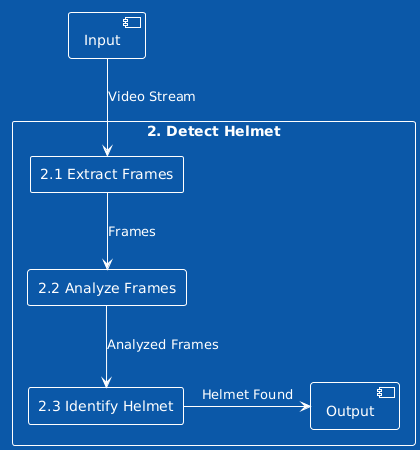 Input
Video Stream
2. Detect Helmet
2.1 Extract Frames
Frames
2.2 Analyze Frames
Analyzed Frames
2.3 Identify Helmet
Helmet Found
Output